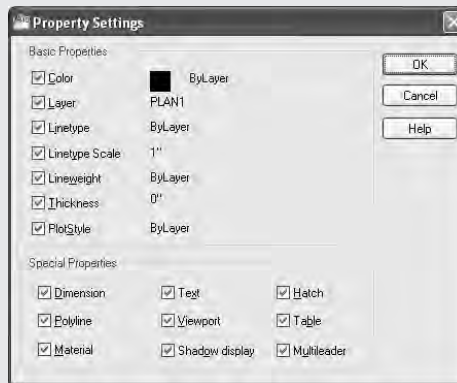 Property Settings
Basic Properties
Color ByLayer
Layer PLAN1
Linetype ByLayer
Linetype Scale 1"
Lineweight ByLayer
Thickness 0"
PlotStyle ByLayer
OK
Cancel
Help
Special Properties
Dimension Text Hatch
Polyline Viewport Table
Material Shadow display Multileader